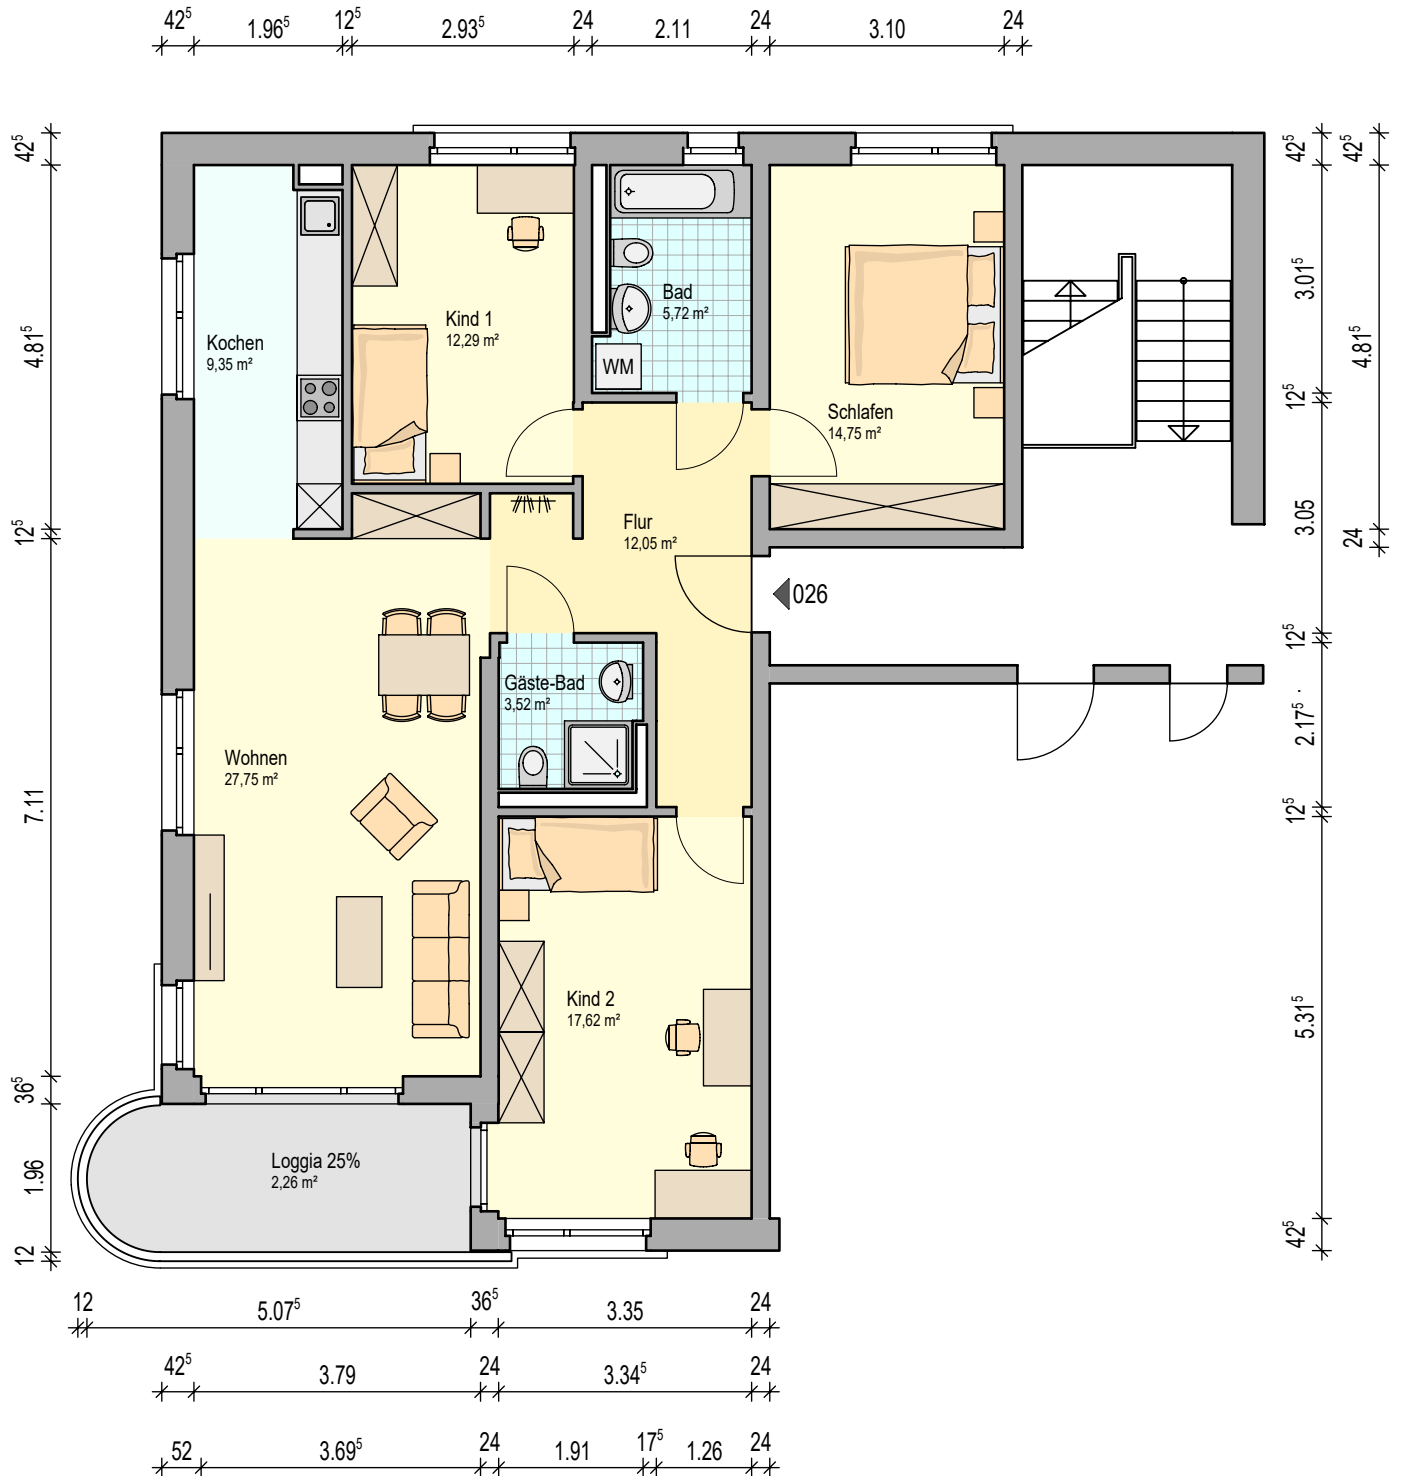 42⁵ 1.96⁵ 12⁵ 2.93⁵ 24 2.11 24 3.10 24
42⁵
4.81⁵
12⁵
7.11
36⁵
1.96
12
Kochen
9,35 m²
Kind 1
12,29 m²
Bad
5,72 m²
WM
Schlafen
14,75 m²
Flur
12,05 m²
026
Gäste-Bad
3,52 m²
Wohnen
27,75 m²
Kind 2
17,62 m²
Loggia 25%
2,26 m²
42⁵
3.01⁵
12⁵
3.05
12⁵
2.17⁵ .
12⁵
5.31⁵
42⁵
42⁵
4.81⁵
24
12 5.07⁵ 36⁵ 3.35 24
42⁵ 3.79 24 3.34⁵ 24
52 3.69⁵ 24 1.91 17⁵ 1.26 24